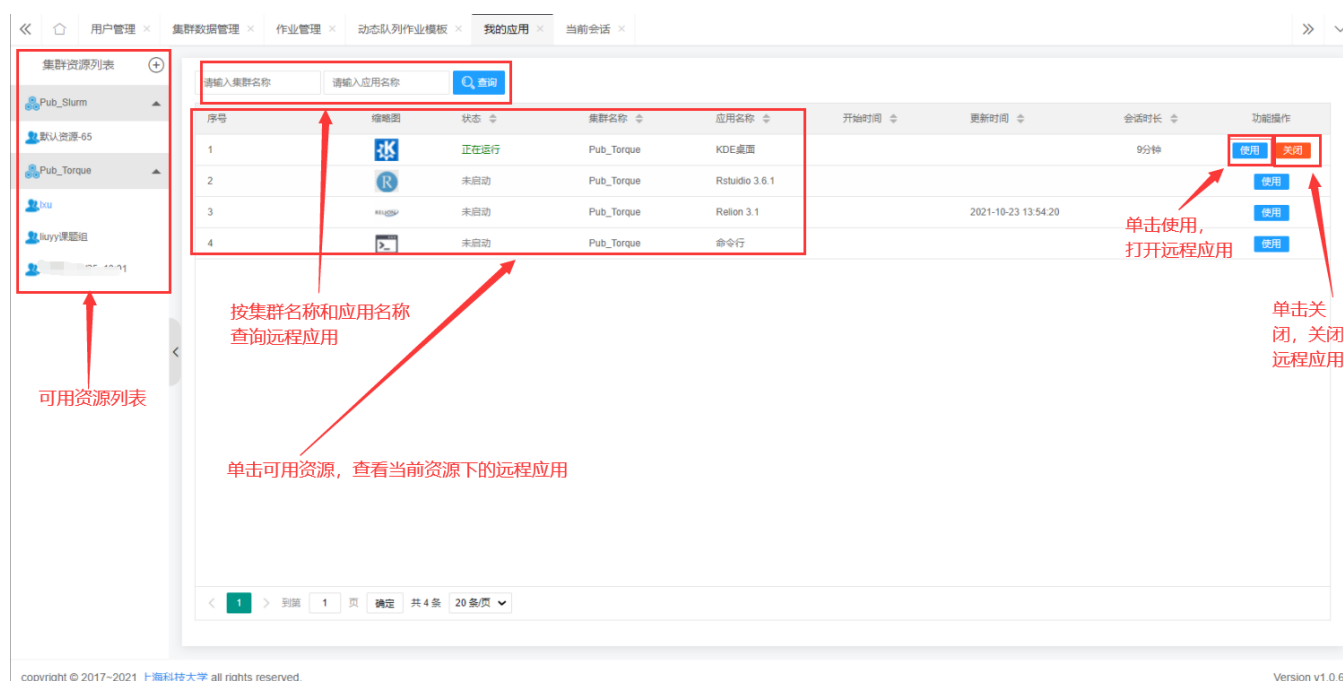 用户管理 × 集群数据管理 × 作业管理 × 动态队列作业模板 × 我的应用 × 当前会话 ×
集群资源列表
Pub_Slurm
默认资源-65
Pub_Torque
lxu
liuyy课题组
可用资源列表
请输入集群名称 请输入应用名称 查询
序号 缩略图 状态 集群名称 应用名称 开始时间 更新时间 会话时长 功能操作
1 正在运行 Pub_Torque KDE桌面 9分钟 使用 关闭
2 R 未启动 Pub_Torque Rstuidio 3.6.1 使用
3 未启动 Pub_Torque Relion 3.1 2021-10-23 13:54:20 使用
4 未启动 Pub_Torque 命令行 使用
单击使用，
打开远程应用
按集群名称和应用名称
查询远程应用
单击关
闭，关闭
远程应用
单击可用资源，查看当前资源下的远程应用
1 到第 1 页 确定 共 4 条 20 条/页
copyright © 2017~2021 上海科技大学 all rights reserved.
Version v1.0.6